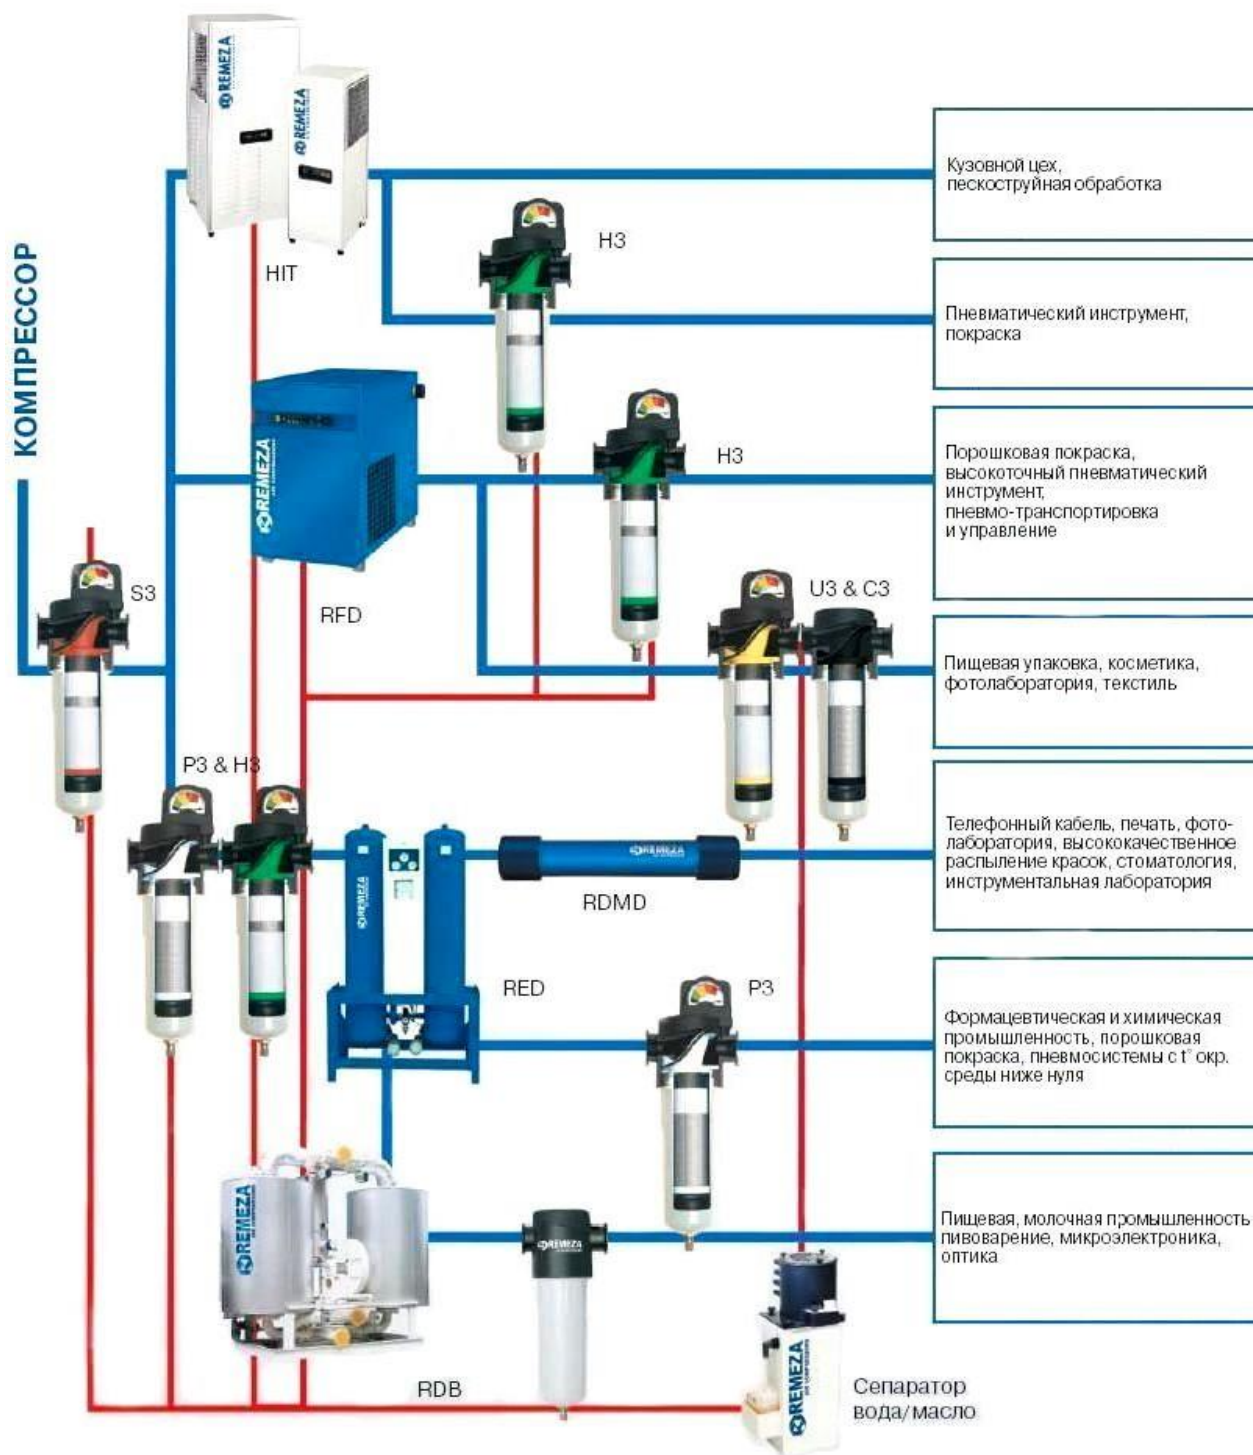 REMEZA
REMEZA
Кузовной цех,
пескоструйная обработка
H3
HIT
КОМПРЕССОР
Пневматический инструмент,
покраска
REMEZA
H3
Порошковая покраска,
высокоточный пневматический
инструмент,
пневмо-транспортировка
и управление
S3
RFD
U3 & C3
Пищевая упаковка, косметика,
фотолаборатория, текстиль
P3 & H3
REMEZA
REMEZA
RDMD
Телефонный кабель, печать, фото-
лаборатория, высококачественное
распыление красок, стоматология,
инструментальная лаборатория
RED
P3
Формацевтическая и химическая
промышленность, порошковая
покраска, пневмосистемы с t° окр.
среды ниже нуля
REMEZA
REMEZA
Пищевая, молочная промышленность
пивоварение, микроэлектроника,
оптика
RDB
REMEZA
Сепаратор
вода/масло